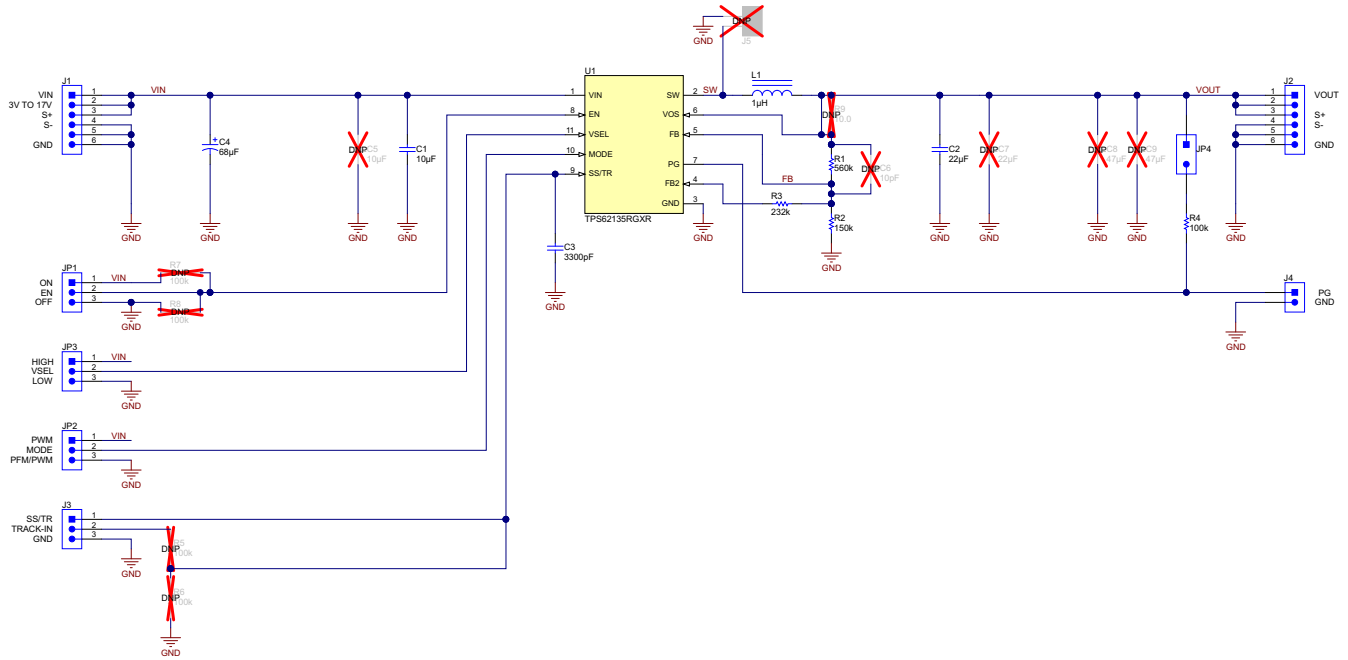 DNP
J5
GND
J1
VIN
3V TO 17V
S+
S-
GND
1
2
3
4
5
6
VIN
GND
C4
68µF
+
GND
DNP
C5
10µF
GND
C1
10µF
GND
U1
1
VIN
8
EN
11
VSEL
10
MODE
9
SS/TR
SW
2
VOS
6
FB
5
PG
7
FB2
4
GND
3
TPS62135RGXR
GND
SW
L1
1µH
DNP
R9
10.0
R1
560k
DNP
C6
10pF
FB
R3
232k
R2
150k
GND
C2
22µF
GND
DNP
C7
22µF
GND
DNP
C8
47µF
GND
DNP
C9
47µF
GND
VOUT
JP4
R4
100k
J2
1
2
3
4
5
6
VOUT
S+
S-
GND
GND
C3
3300pF
GND
JP1
ON
EN
OFF
1
2
3
VIN
GND
R7
DNP
100k
R8
DNP
100k
J4
1
2
PG
GND
GND
JP3
HIGH
VSEL
LOW
1
2
3
VIN
GND
JP2
PWM
MODE
PFM/PWM
1
2
3
VIN
GND
J3
SS/TR
TRACK-IN
GND
1
2
3
GND
DNP
R5
100k
DNP
R6
100k
GND